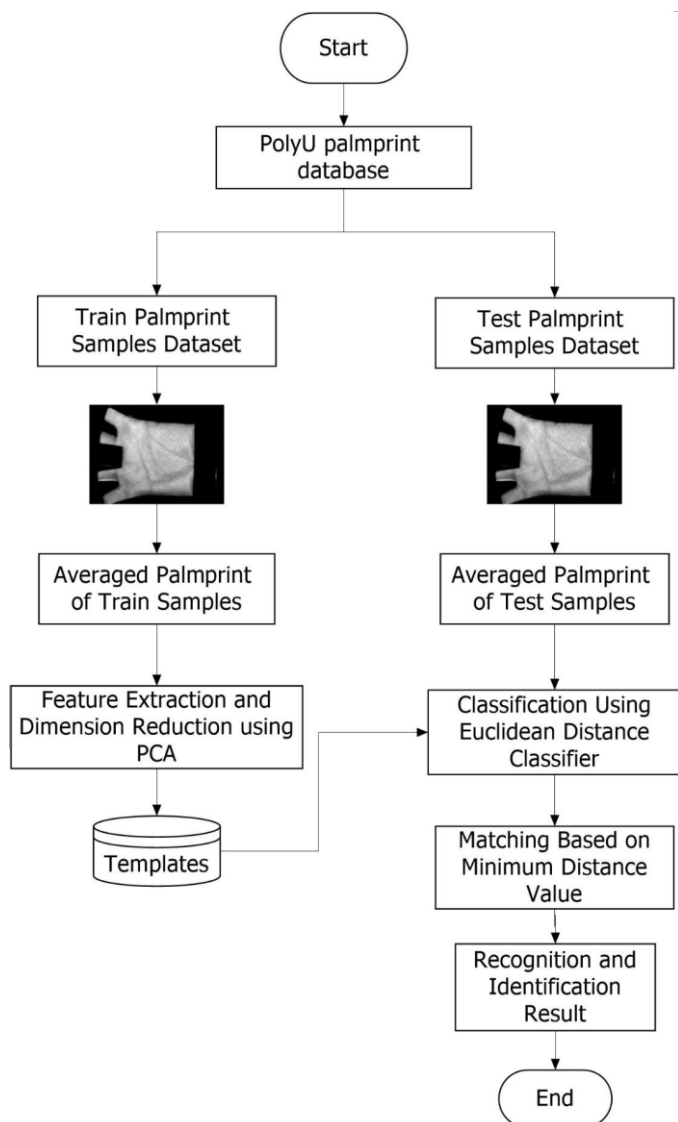 Start
PolyU palmprint
database
Train Palmprint
Samples Dataset
Test Palmprint
Samples Dataset
Averaged Palmprint
of Train Samples
Averaged Palmprint
of Test Samples
Feature Extraction and
Dimension Reduction using
PCA
Classification Using
Euclidean Distance
Classifier
Templates
Matching Based on
Minimum Distance
Value
Recognition and
Identification
Result
End